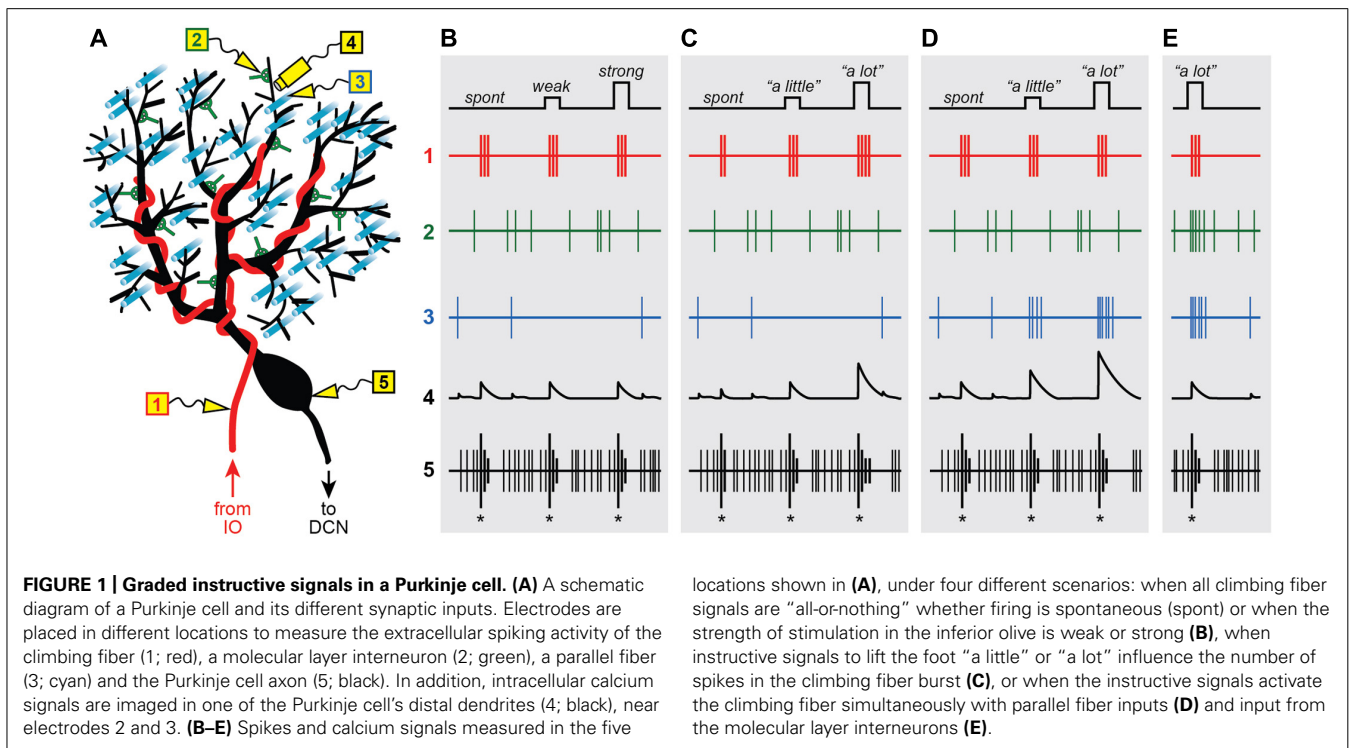 A
B
C
D
E
2
4
3
1
5
from
IO
to
DCN
spont
weak
strong
spont
"a little"
"a lot"
spont
"a little"
"a lot"
"a lot"
1
2
3
4
5
* * *
* * *
* * *
*
FIGURE 1 | Graded instructive signals in a Purkinje cell. (A) A schematic
diagram of a Purkinje cell and its different synaptic inputs. Electrodes are
placed in different locations to measure the extracellular spiking activity of the
climbing fiber (1; red), a molecular layer interneuron (2; green), a parallel fiber
(3; cyan) and the Purkinje cell axon (5; black). In addition, intracellular calcium
signals are imaged in one of the Purkinje cell's distal dendrites (4; black), near
electrodes 2 and 3. (B–E) Spikes and calcium signals measured in the five
locations shown in (A), under four different scenarios: when all climbing fiber
signals are "all-or-nothing" whether firing is spontaneous (spont) or when the
strength of stimulation in the inferior olive is weak or strong (B), when
instructive signals to lift the foot "a little" or "a lot" influence the number of
spikes in the climbing fiber burst (C), or when the instructive signals activate
the climbing fiber simultaneously with parallel fiber inputs (D) and input from
the molecular layer interneurons (E).